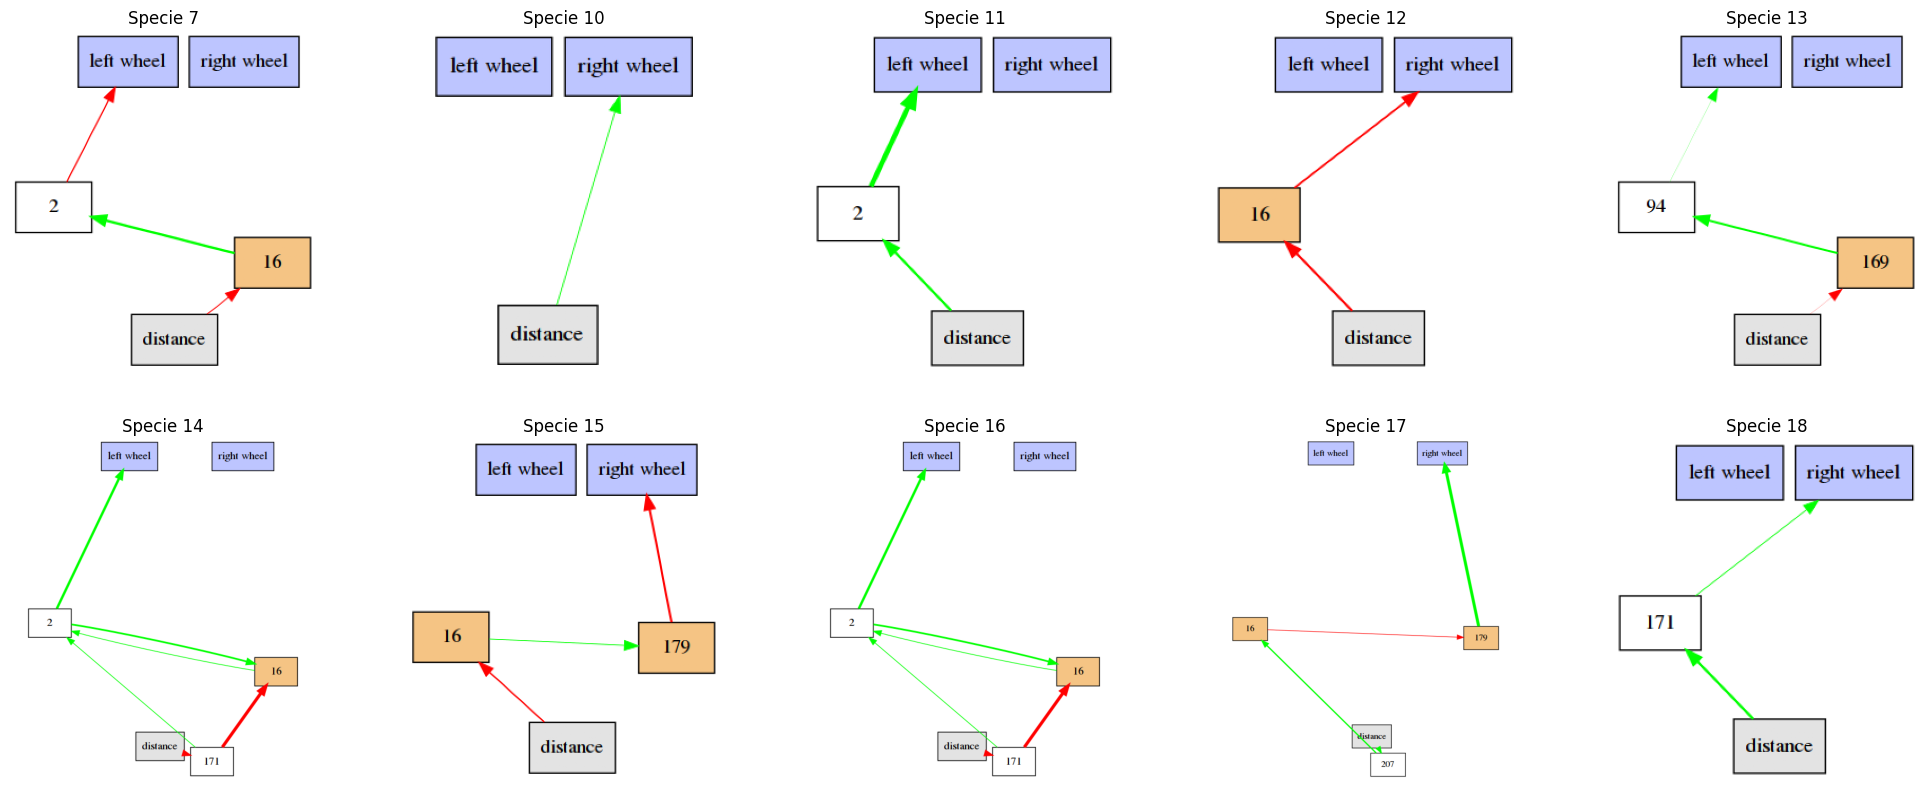 Specie 7
left wheel
right wheel
2
16
distance
Specie 10
left wheel
right wheel
distance
Specie 11
left wheel
right wheel
2
distance
Specie 12
left wheel
right wheel
16
distance
Specie 13
left wheel
right wheel
94
169
distance
Specie 14
left wheel
right wheel
2
16
distance
171
Specie 15
left wheel
right wheel
16
179
distance
Specie 16
left wheel
right wheel
2
16
distance
171
Specie 17
left wheel
right wheel
16
179
distance
207
Specie 18
left wheel
right wheel
171
distance